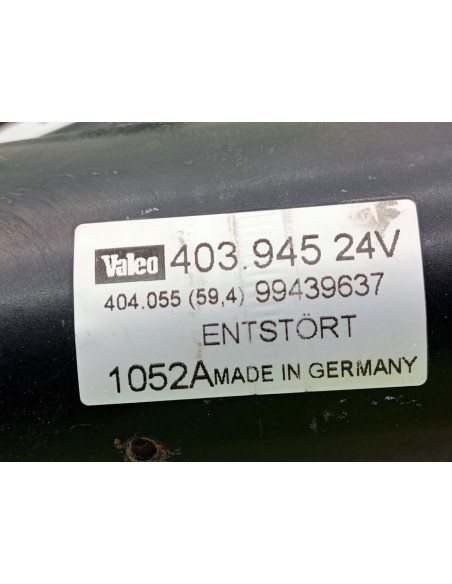 Valeo 403.945 24V
404.055 (59,4) 99439637
ENTSTÖRT
1052A MADE IN GERMANY